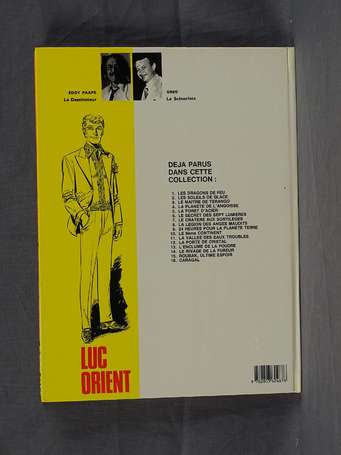 EDDY PAAPE
Le Dessinateur
GREG
Le Scénariste
DEJA PARUS
DANS CETTE
COLLECTION :
1. LES DRAGONS DE FEU
2. LES SOLEILS DE GLACE
3. LE MAITRE DE TERANGO
4. LA PLANETE DE L'ANGOISSE
5. LA FORET D'ACIER
6. LE SECRET DES SEPT LUMIERES
7. LE CRATERE AUX SORTILEGES
8. LA LEGION DES ANGES MAUDITS
9. 24 HEURES POUR LA PLANETE TERRE
10. LE 6eme CONTINENT
11. LA VALLEE DES EAUX TROUBLES
12. LA PORTE DE CRISTAL
13. L'ENCLUME DE LA FOUDRE
14. LE RIVAGE DE LA FUREUR
15. ROUBAK, ULTIME ESPOIR
16. CARAGAL
LUC
ORIENT